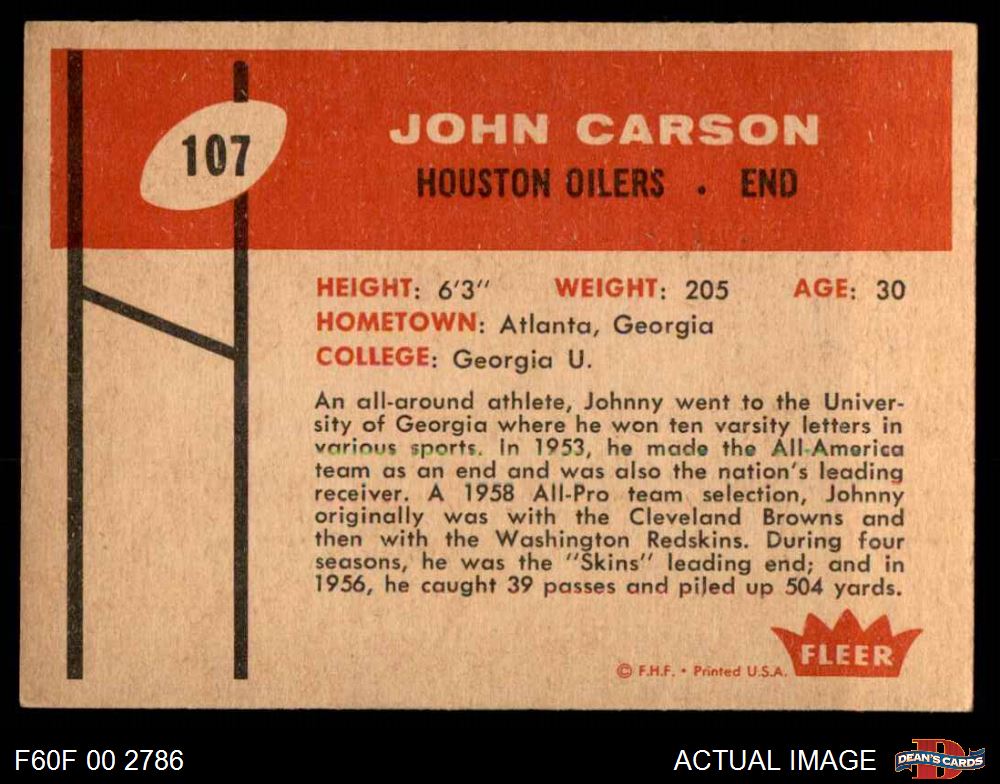 107
JOHN CARSON
HOUSTON OILERS . END
HEIGHT: 6'3" WEIGHT: 205 AGE: 30
HOMETOWN: Atlanta, Georgia
COLLEGE: Georgia U.
An all-around athlete, Johnny went to the Univer-
sity of Georgia where he won ten varsity letters in
various sports. In 1953, he made the All-America
team as an end and was also the nation's leading
receiver. A 1958 All-Pro team selection, Johnny
originally was with the Cleveland Browns and
then with the Washington Redskins. During four
seasons, he was the "Skins" leading end; and in
1956, he caught 39 passes and piled up 504 yards.
FLEER
© F.H.F. • Printed U.S.A.
F60F 00 2786
ACTUAL IMAGE
D
DEAN'S CARDS